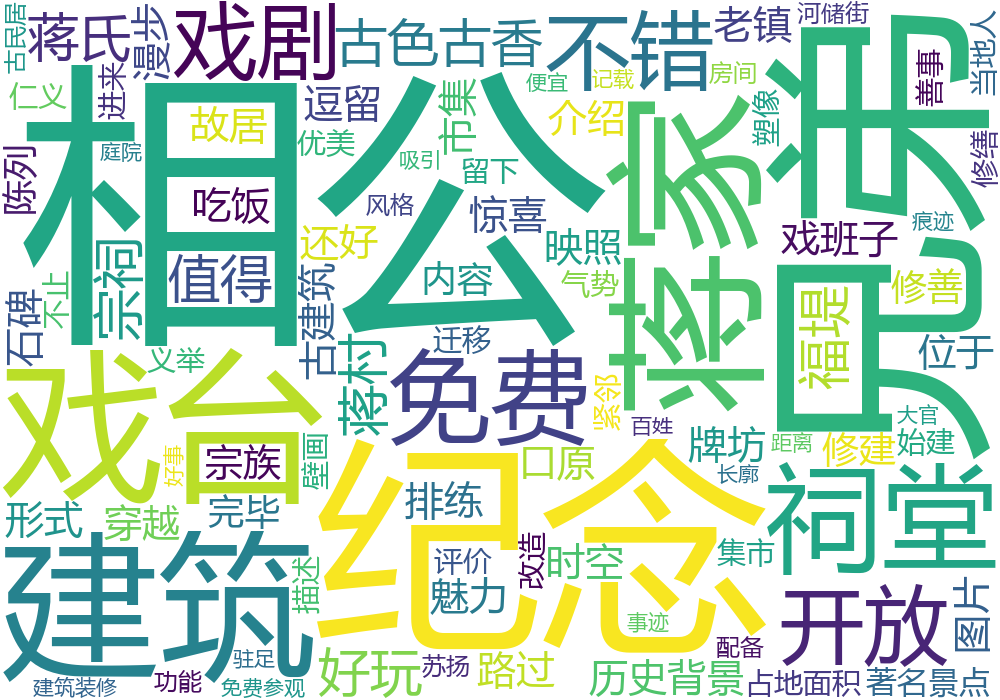 古民居
蒋氏
漫步
戏剧
古色古香
不错
老镇
河储街
兄弟
当地人
善事
仁义
进来
故居
逗留
优美
市集
便宜
记载
房间
介绍
塑像
修缮
庭院
相公
吸引
留下
蒋家
陈列
吃饭
风格
惊喜
还好
映照
戏班子
痕迹
宗祠
值得
内容
气势
修善
福堤
石碑
不止
古建筑
迁移
位于
义举
蒋村
免费
紧邻
百姓
大官
戏台
宗族
壁画
好事
口原
牌坊
距离
修建
始建
长廊
形式
穿越
完毕
排练
纪念
祠堂
建筑
描述
评价
魅力
改造
时空
集市
开放
图片
事迹
配备
驻足
好玩
苏扬
路过
历史背景
占地面积
著名景点
建筑装修
功能
免费参观